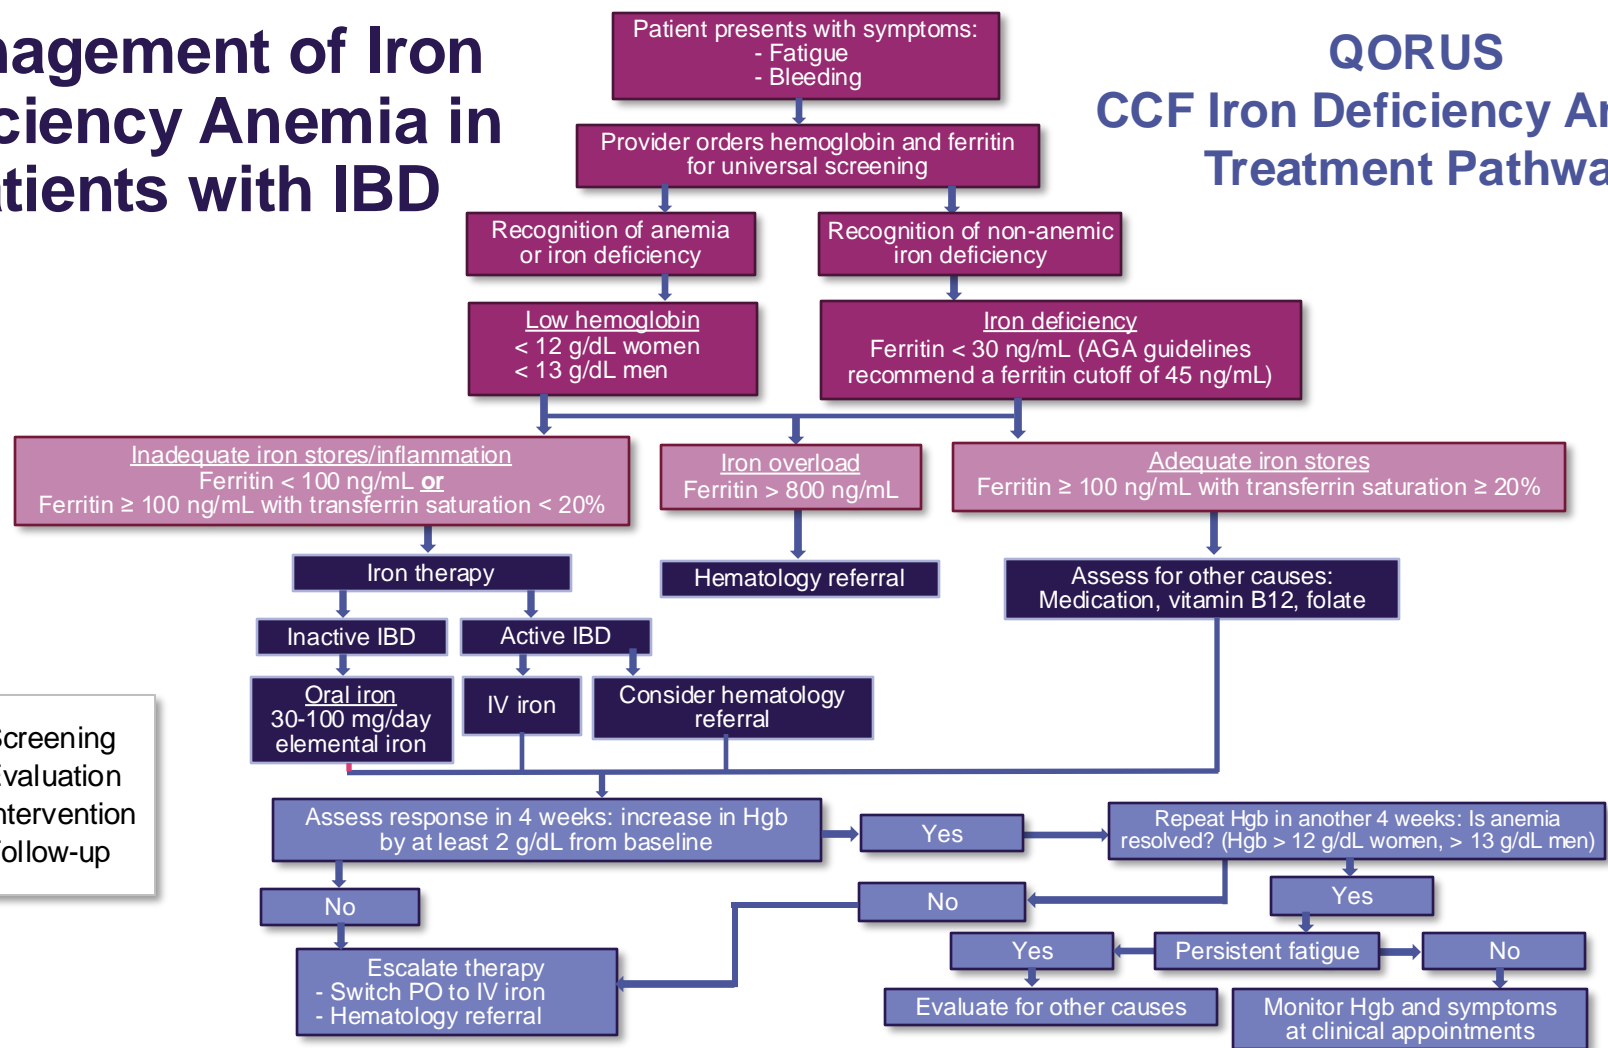 nagement of Iron
ciency Anemia in
atients with IBD
QORUS
CCF Iron Deficiency An
Treatment Pathwa
Patient presents with symptoms:
- Fatigue
- Bleeding
Provider orders hemoglobin and ferritin
for universal screening
Recognition of anemia
or iron deficiency
Recognition of non-anemic
iron deficiency
Low hemoglobin
< 12 g/dL women
< 13 g/dL men
Iron deficiency
Ferritin < 30 ng/mL (AGA guidelines
recommend a ferritin cutoff of 45 ng/mL)
Inadequate iron stores/inflammation
Ferritin < 100 ng/mL or
Ferritin ≥ 100 ng/mL with transferrin saturation < 20%
Iron overload
Ferritin > 800 ng/mL
Adequate iron stores
Ferritin ≥ 100 ng/mL with transferrin saturation ≥ 20%
Iron therapy
Hematology referral
Assess for other causes:
Medication, vitamin B12, folate
Inactive IBD
Active IBD
Oral iron
30-100 mg/day
elemental iron
IV iron
Consider hematology
referral
Screening
Evaluation
ntervention
ollow-up
Assess response in 4 weeks: increase in Hgb
by at least 2 g/dL from baseline
Yes
Repeat Hgb in another 4 weeks: Is anemia
resolved? (Hgb > 12 g/dL women, > 13 g/dL men)
No
No
Yes
Yes
Persistent fatigue
No
Escalate therapy
- Switch PO to IV iron
- Hematology referral
Evaluate for other causes
Monitor Hgb and symptoms
at clinical appointments